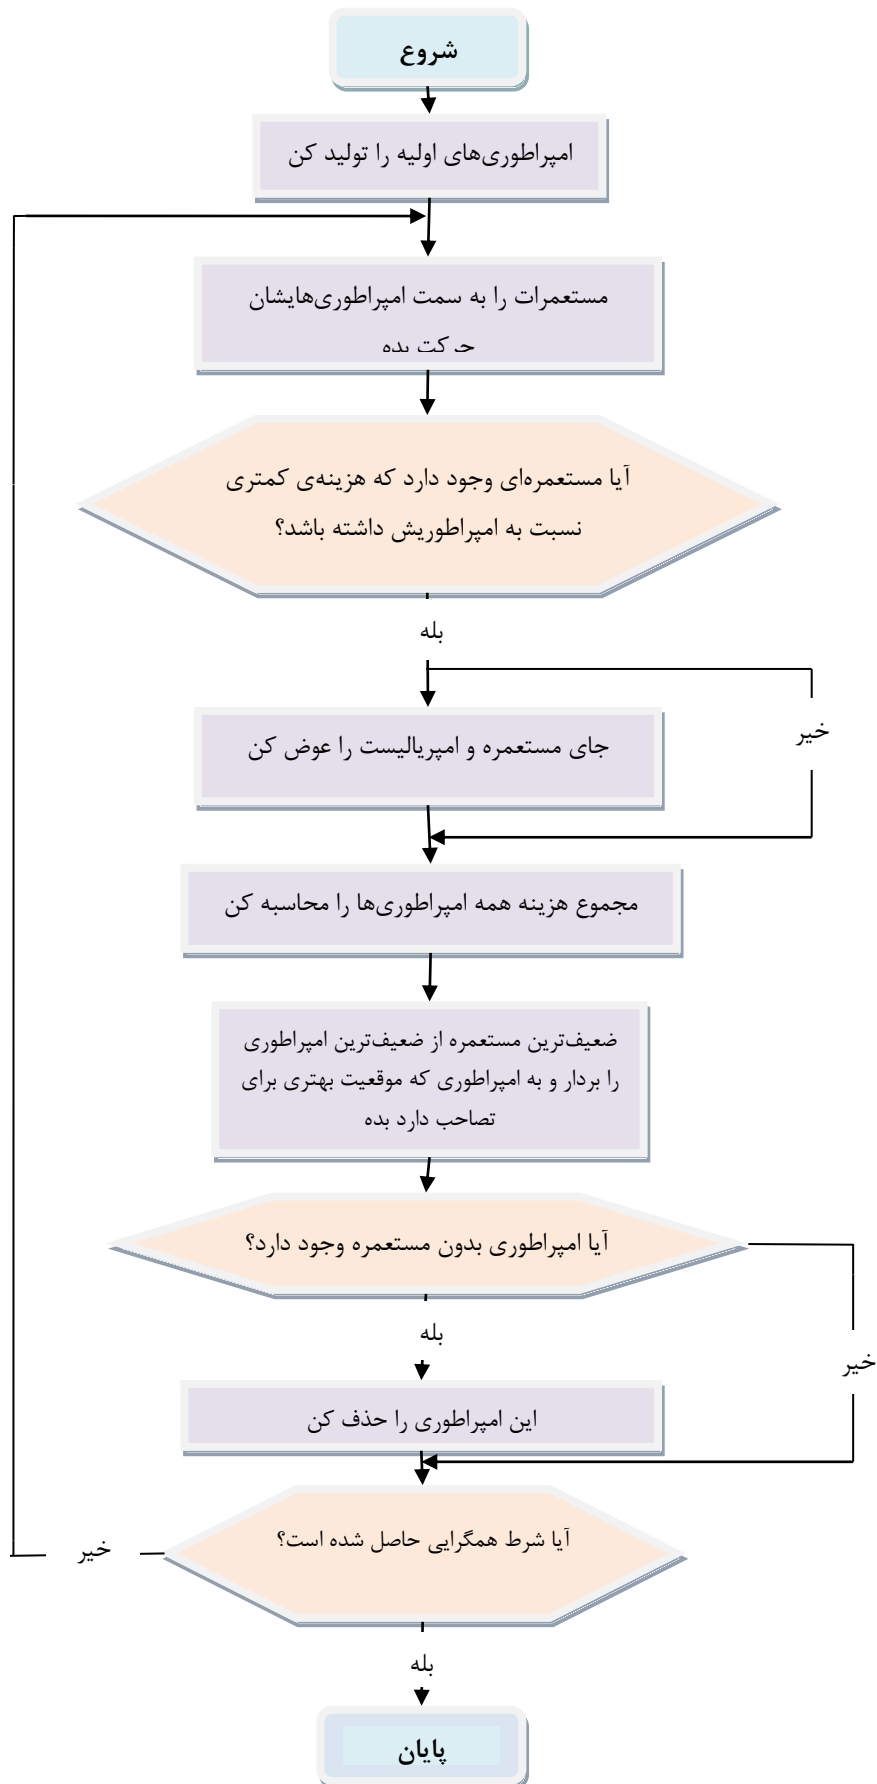 شروع
امپراطوری‌های اولیه را تولید کن
مستعمرات را به سمت امپراطوری‌هایشان
حرکت بده
آیا مستعمره‌ای وجود دارد که هزینه‌ی کمتری
نسبت به امپراطوریش داشته باشد؟
بله
خیر
جای مستعمره و امپریالیست را عوض کن
مجموع هزینه همه امپراطوری‌ها را محاسبه کن
ضعیف‌ترین مستعمره از ضعیف‌ترین امپراطوری
را بردار و به امپراطوری که موقعیت بهتری برای
تصاحب دارد بده
آیا امپراطوری بدون مستعمره وجود دارد؟
بله
خیر
این امپراطوری را حذف کن
آیا شرط همگرایی حاصل شده است؟
خیر
بله
پایان